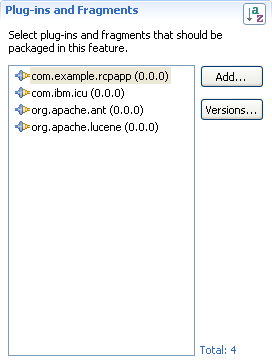 Plug-ins and Fragments
a
z
Select plug-ins and fragments that should be
packaged in this feature.
com.example.rcpapp (0.0.0)
com.ibm.icu (0.0.0)
org.apache.ant (0.0.0)
org.apache.lucene (0.0.0)
Add...
Versions...
Total: 4